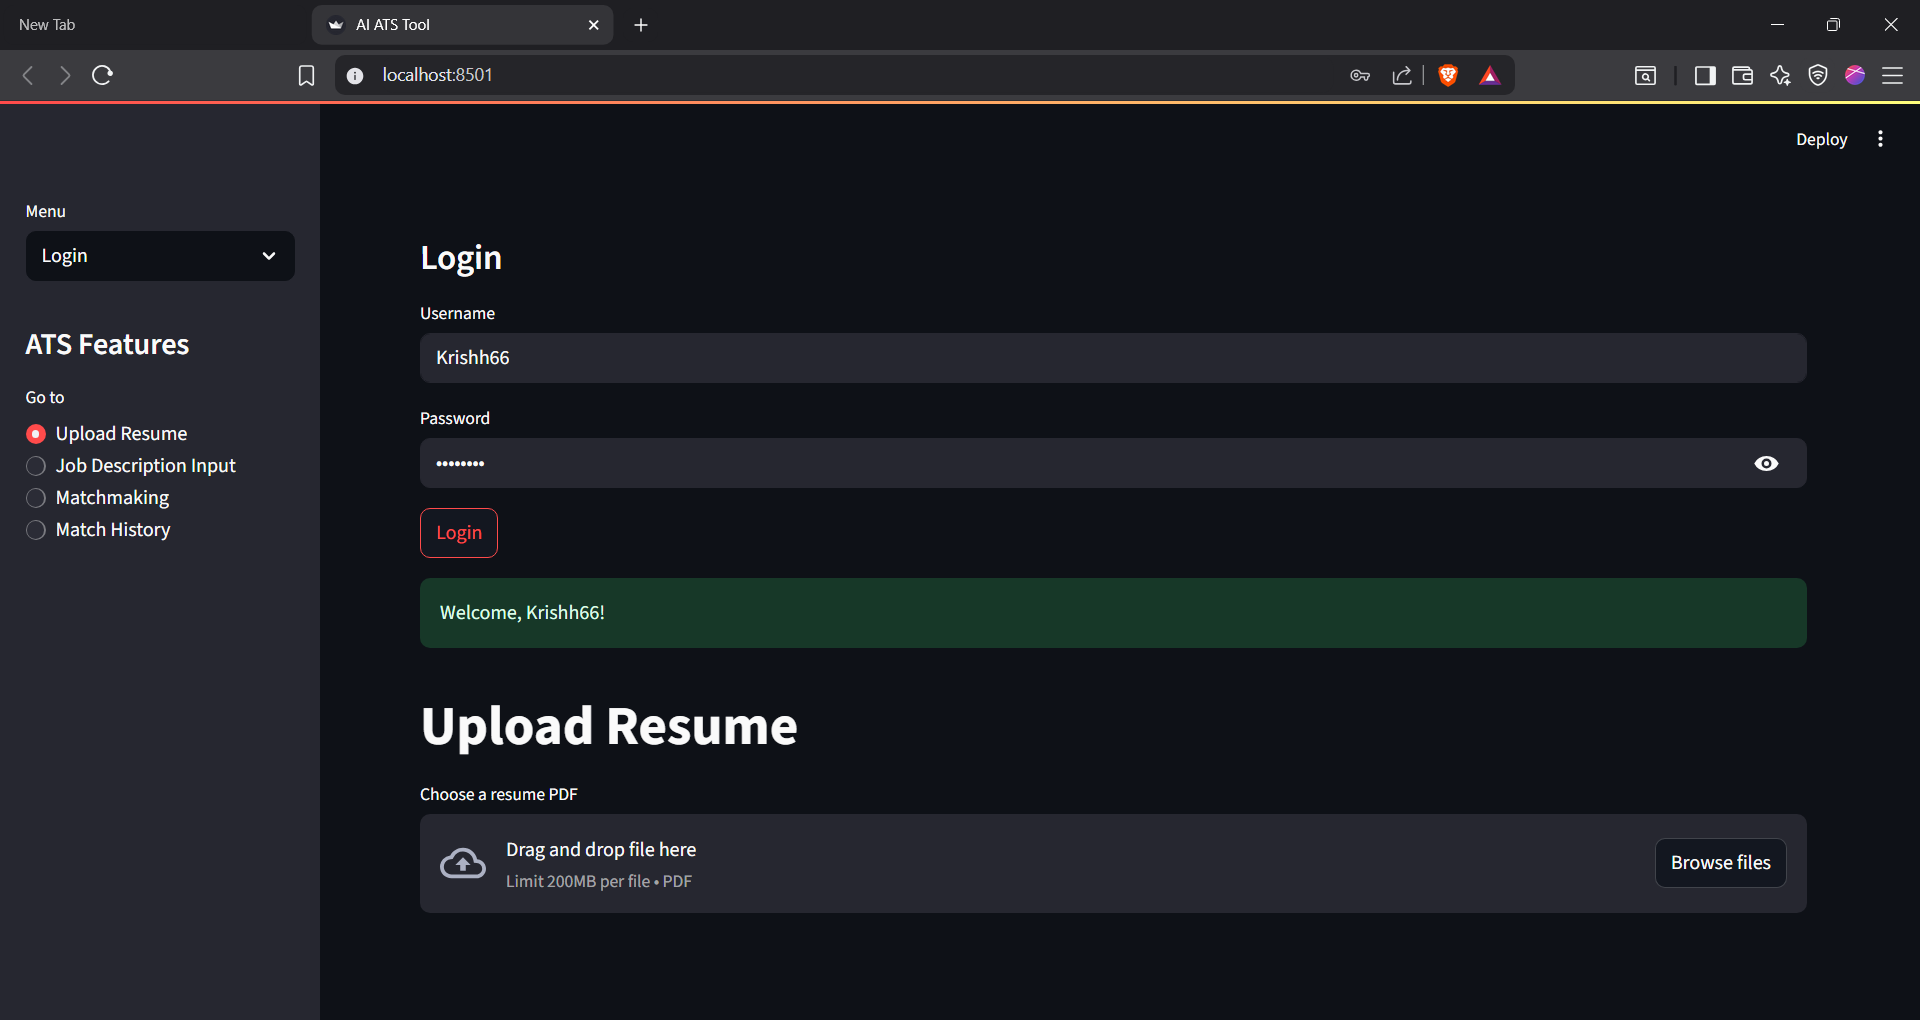 New Tab
AI ATS Tool
localhost:8501
Deploy
Menu
Login
ATS Features
Go to
Upload Resume
Job Description Input
Matchmaking
Match History
Login
Username
Krishh66
Password
••••••••
Login
Welcome, Krishh66!
Upload Resume
Choose a resume PDF
Drag and drop file here
Limit 200MB per file • PDF
Browse files